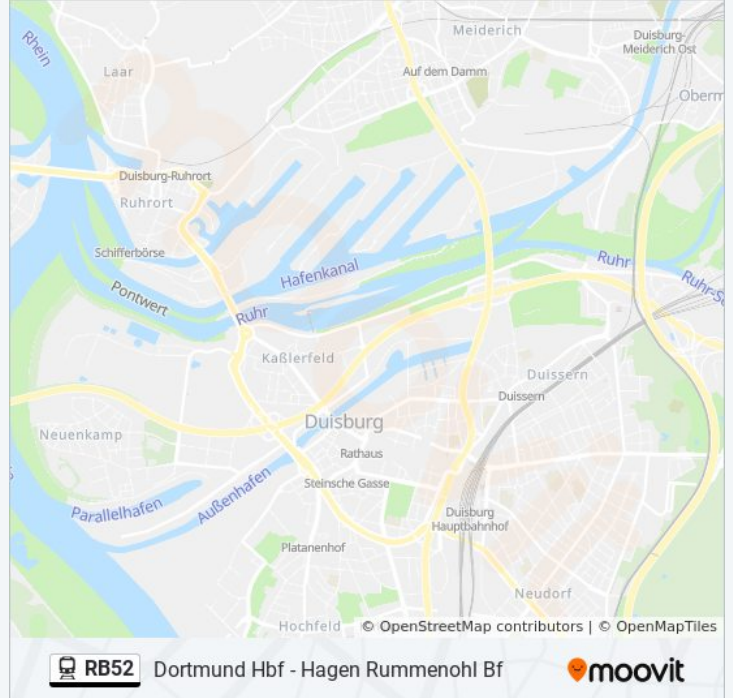 Rhein
Meiderich
Duisburg-
Meiderich Ost
Laar
Auf dem Damm
Duisburg-Ruhrort
Ruhrort
Schifferbörse
Hafenkanal
Ruhr
Pontwert
Ruhr
Kaßlerfeld
Duissern
Duissern
Duisburg
Neuenkamp
Rathaus
Steinsche Gasse
Außenhafen
Parallelhafen
Duisburg
Hauptbahnhof
Platanenhof
Neudorf
Hochfeld
© OpenStreetMap contributors | © OpenMapTiles
RB52 Dortmund Hbf - Hagen Rummenohl Bf
moovit